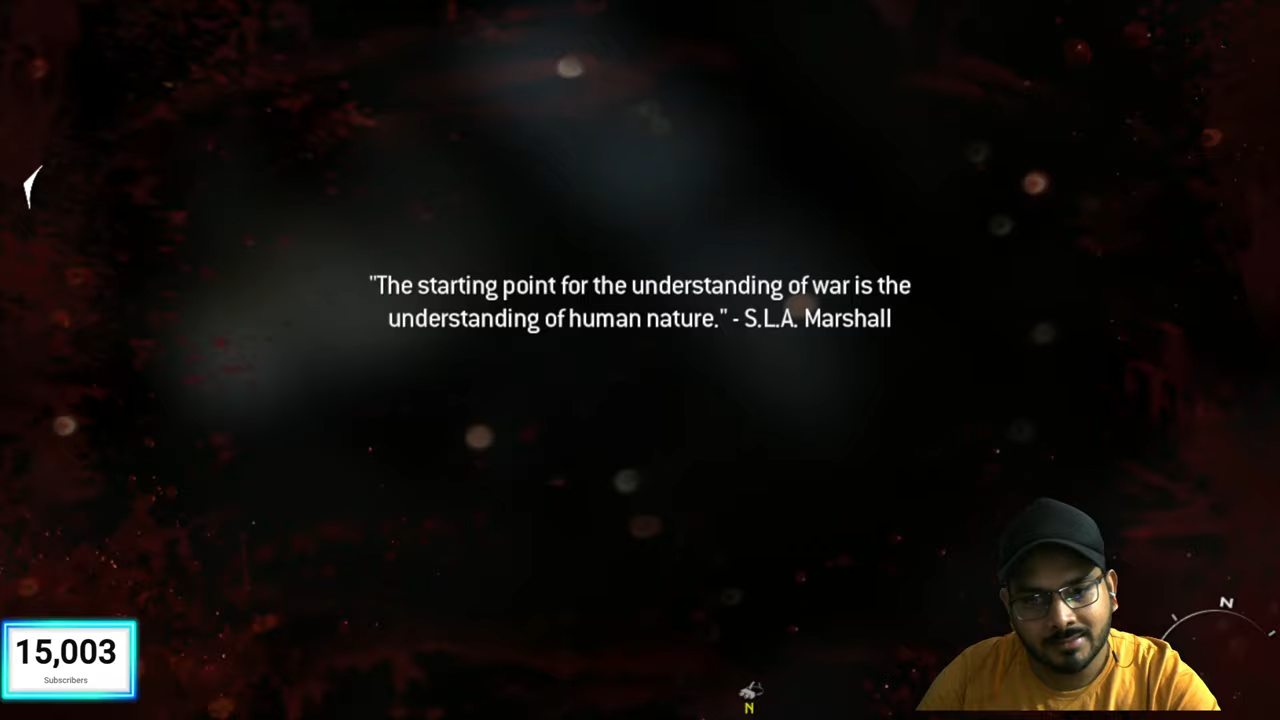 "The starting point for the understanding of war is the
understanding of human nature." - S.L.A. Marshall
15,003
Subscribers
N
N